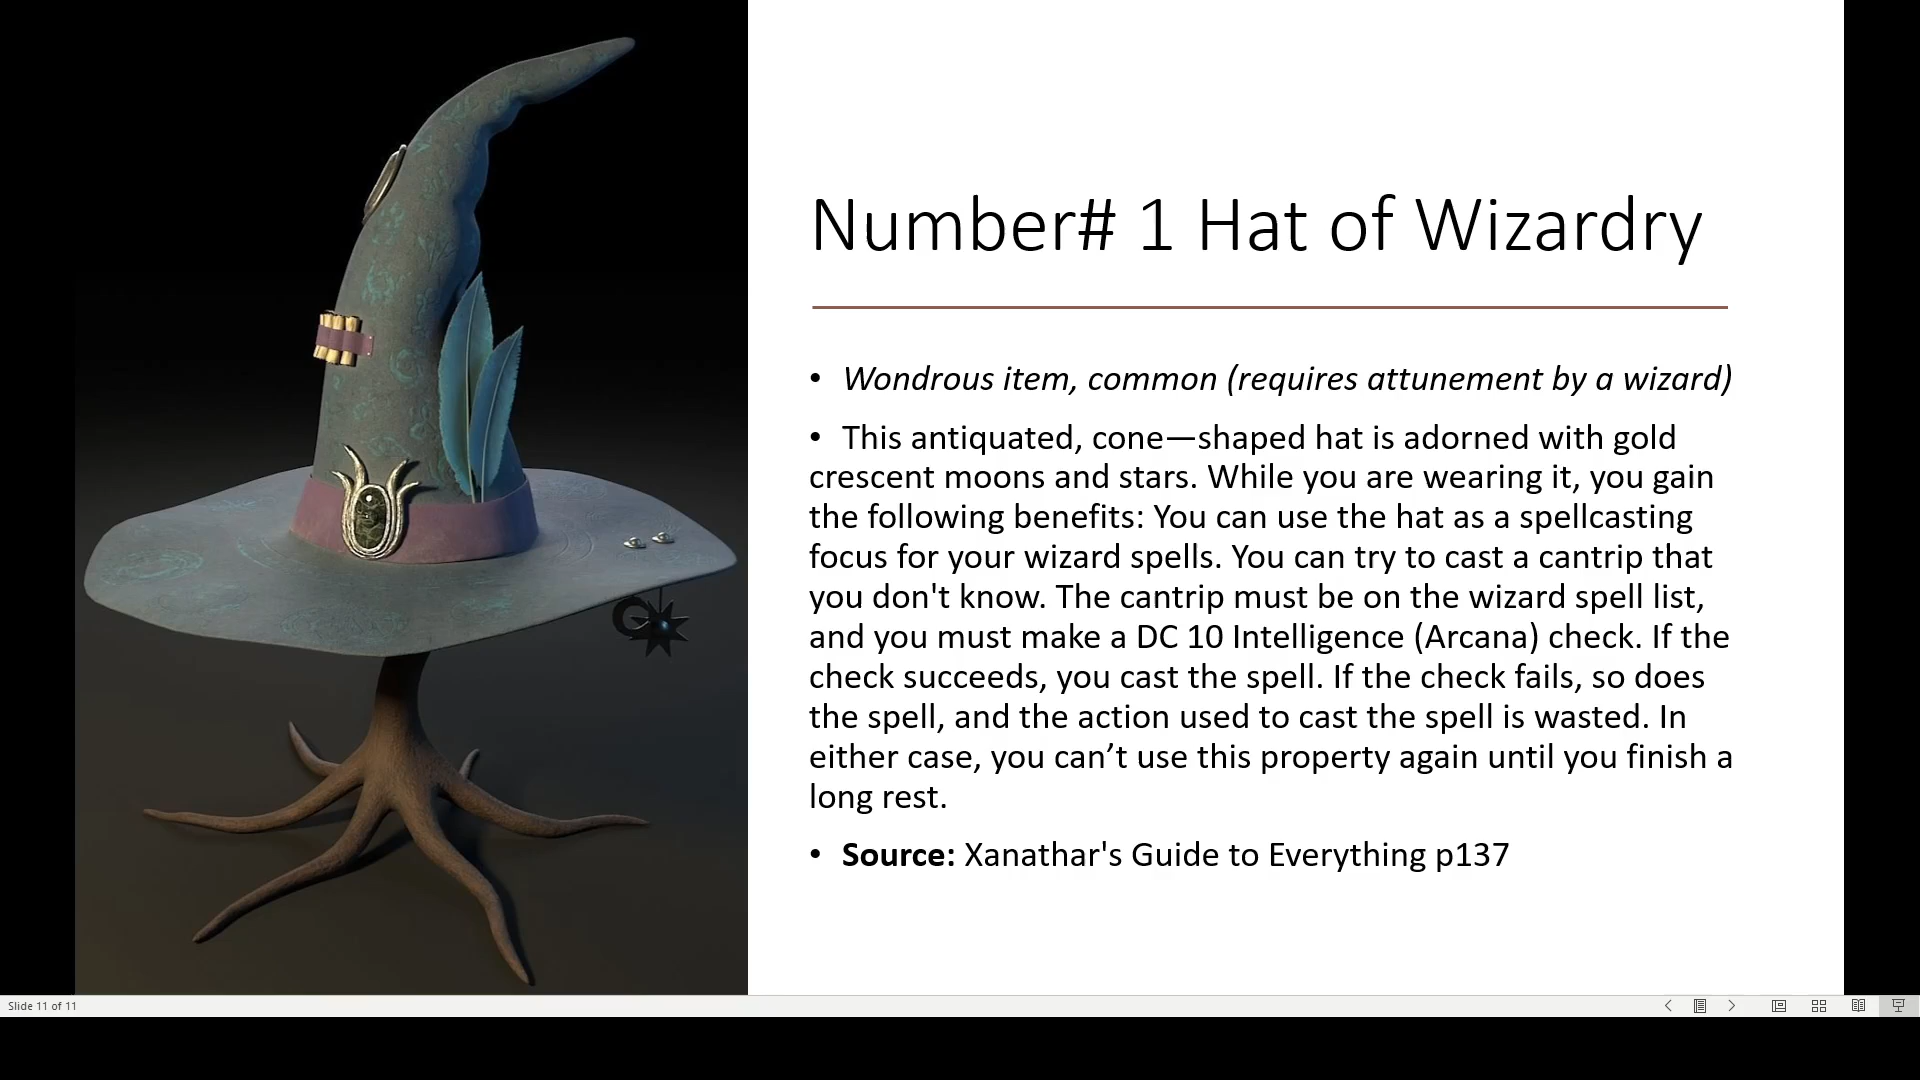 Number# 1 Hat of Wizardry
• Wondrous item, common (requires attunement by a wizard)
• This antiquated, cone—shaped hat is adorned with gold
crescent moons and stars. While you are wearing it, you gain
the following benefits: You can use the hat as a spellcasting
focus for your wizard spells. You can try to cast a cantrip that
you don't know. The cantrip must be on the wizard spell list,
and you must make a DC 10 Intelligence (Arcana) check. If the
check succeeds, you cast the spell. If the check fails, so does
the spell, and the action used to cast the spell is wasted. In
either case, you can’t use this property again until you finish a
long rest.
• Source: Xanathar's Guide to Everything p137
Slide 11 of 11